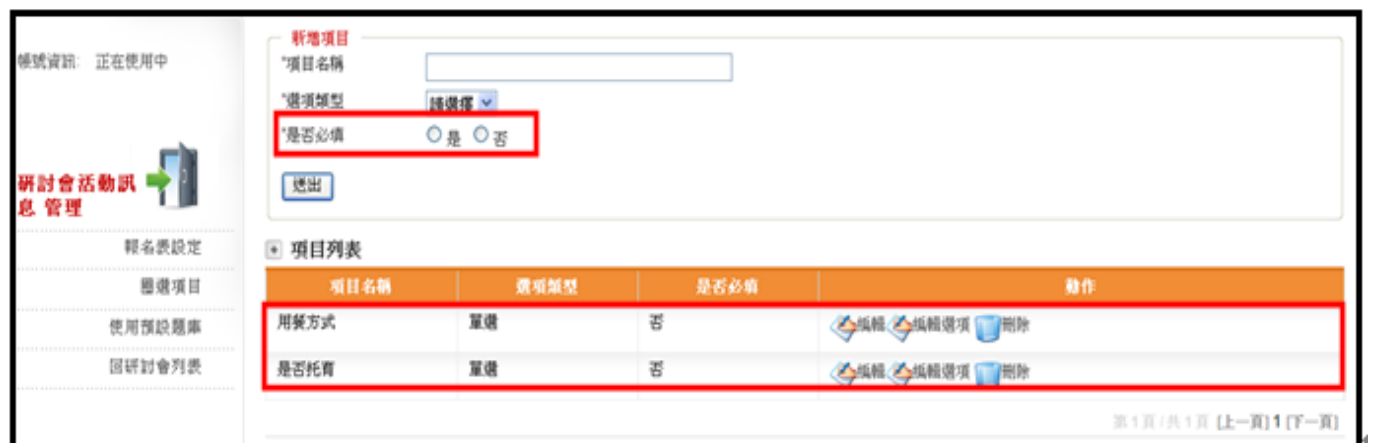 帳號資訊: 正在使用中
研討會活動訊
息 管理
報名表設定
圈選項目
使用預設題庫
回研討會列表
新增項目
*項目名稱
*選項類型 請選擇
*是否必填 是 否
送出
項目列表
項目名稱 選項類型 是否必填 動作
用餐方式 單選 否 編輯 編輯選項 刪除
是否托育 單選 否 編輯 編輯選項 刪除
第 1 頁 / 共 1 頁 [上一頁] 1 [下一頁]